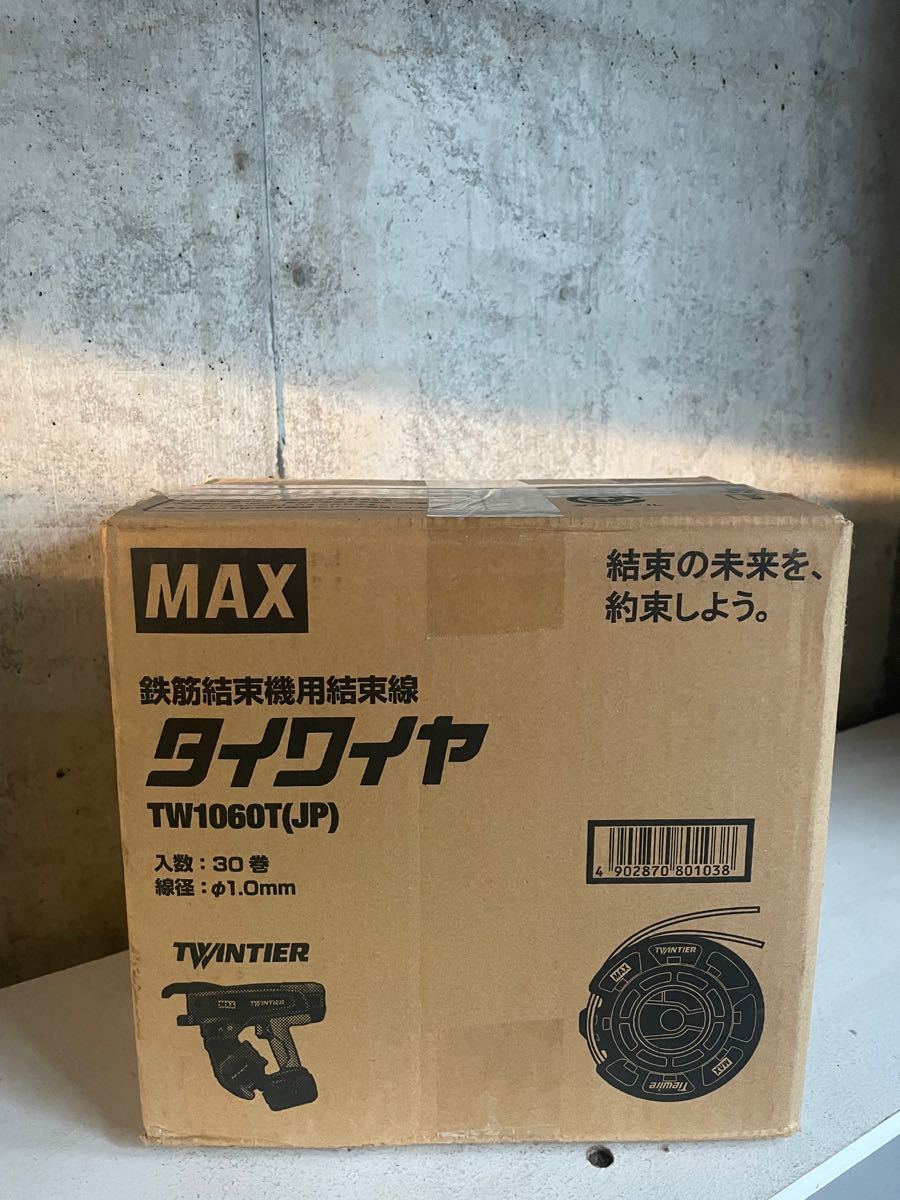 MAX
結束の未来を、
約束しよう。
鉄筋結束機用結束線
タイワイヤ
TW1060T(JP)
入数：30 巻
線径：φ1.0mm
4 902870 801038
TWINTIER
MAX TWINTIER
TWINTIER
MAX
MAX
Tiewire